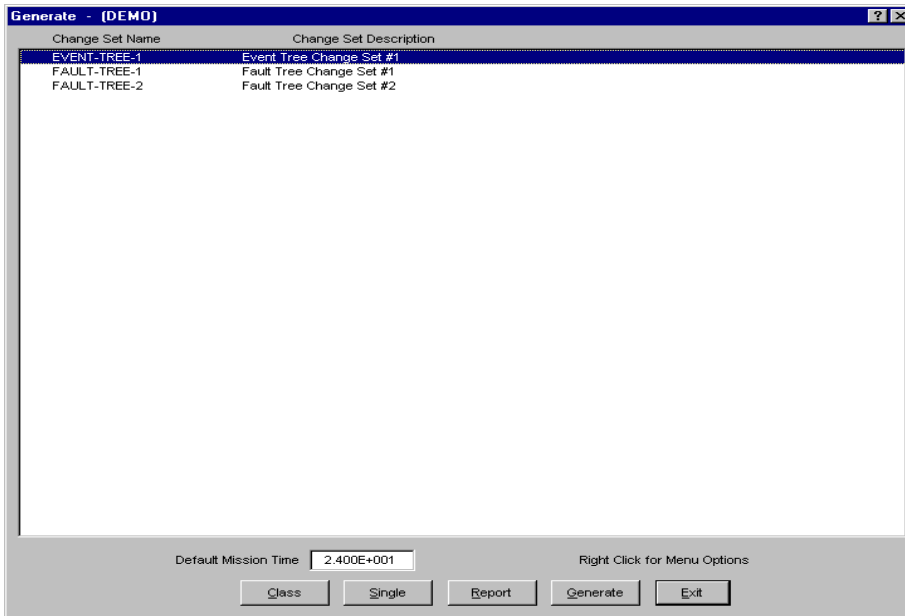 Generate - (DEMO)
Change Set Name Change Set Description
EVENT-TREE-1 Event Tree Change Set #1
FAULT-TREE-1 Fault Tree Change Set #1
FAULT-TREE-2 Fault Tree Change Set #2
Default Mission Time 2.400E+001 Right Click for Menu Options
Class Single Report Generate Exit